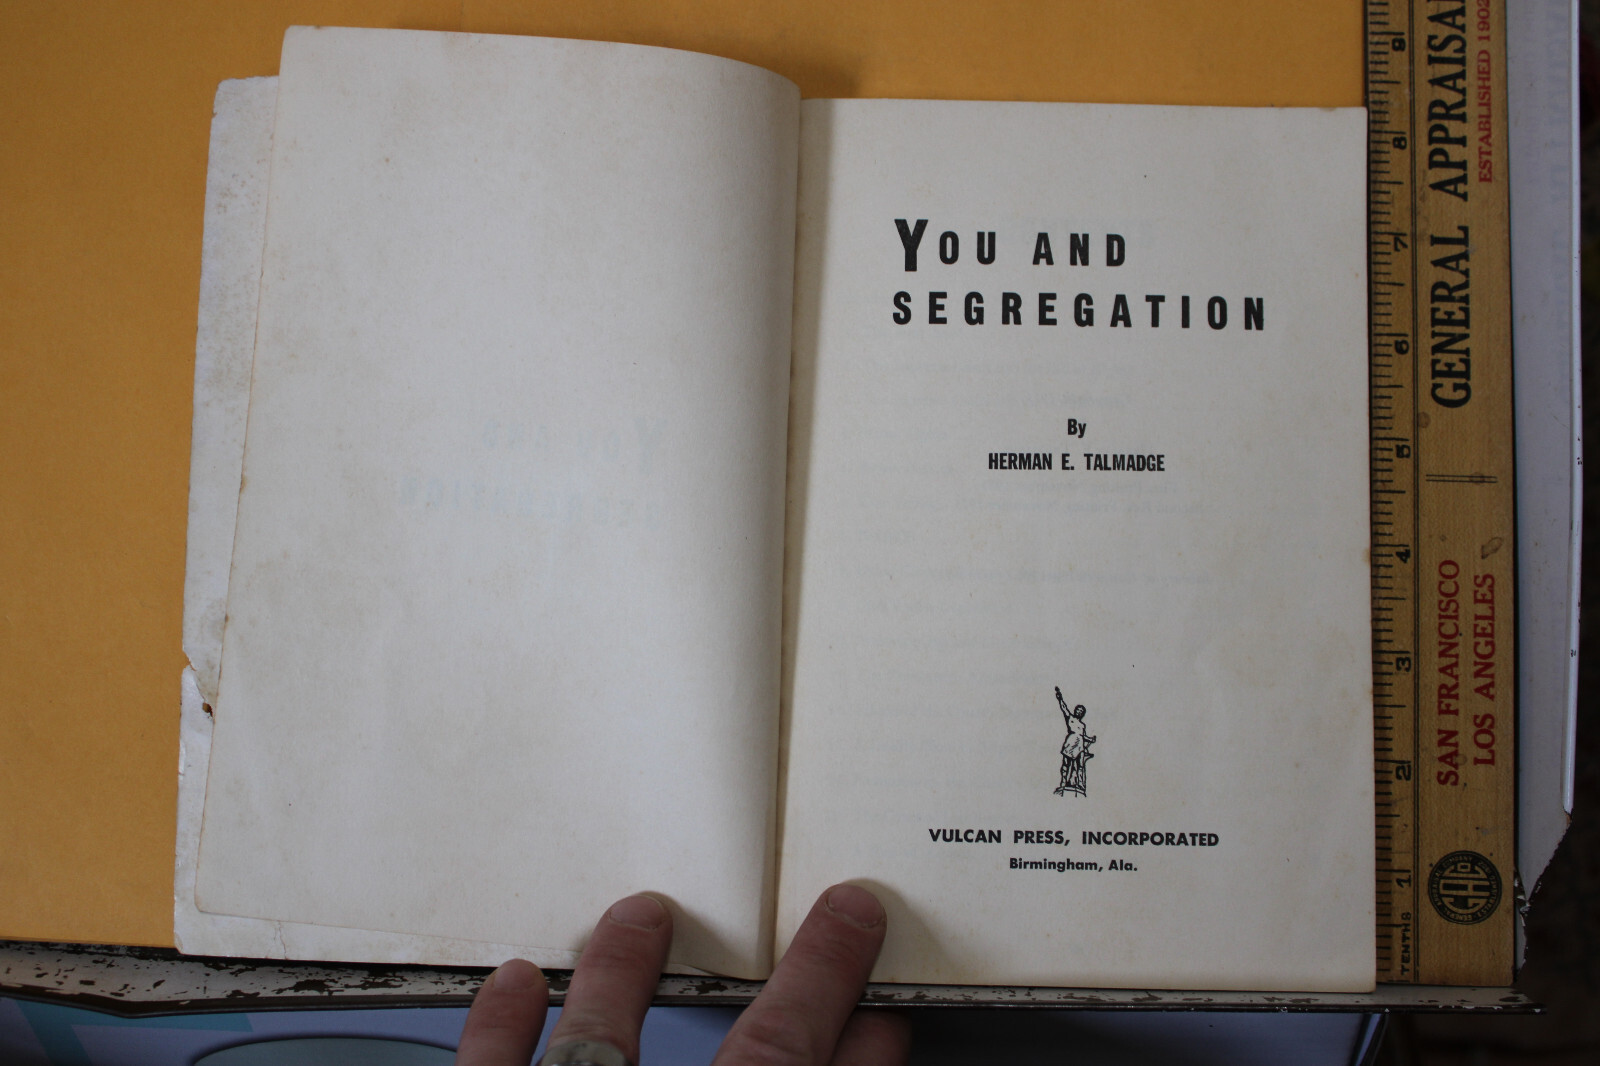 YOU AND
SEGREGATION
By
HERMAN E. TALMADGE
VULCAN PRESS, INCORPORATED
Birmingham, Ala.
GENERAL APPRAISAL
ESTABLISHED 1902
SAN FRANCISCO
LOS ANGELES
9
8
7
6
5
4
3
2
1
TENTHS